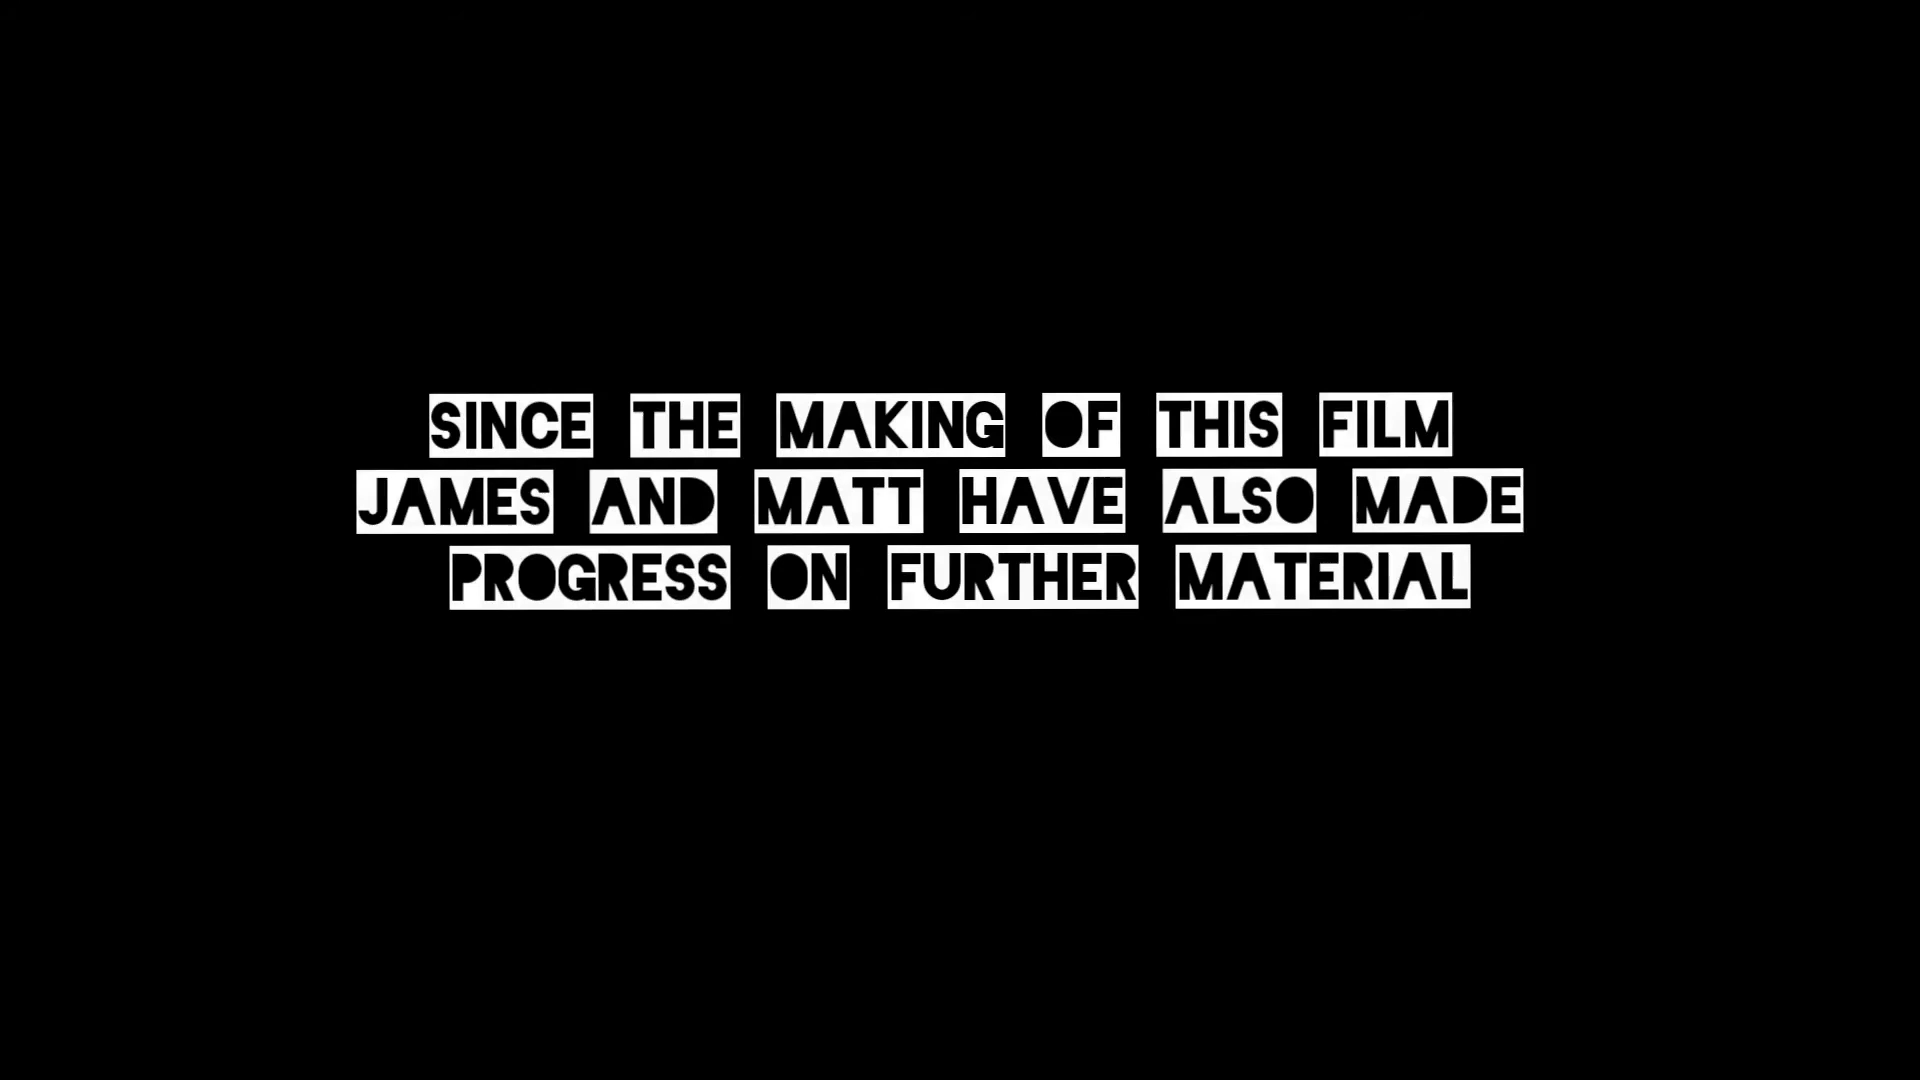 SINCE THE MAKING OF THIS FILM
JAMES AND MATT HAVE ALSO MADE
PROGRESS ON FURTHER MATERIAL